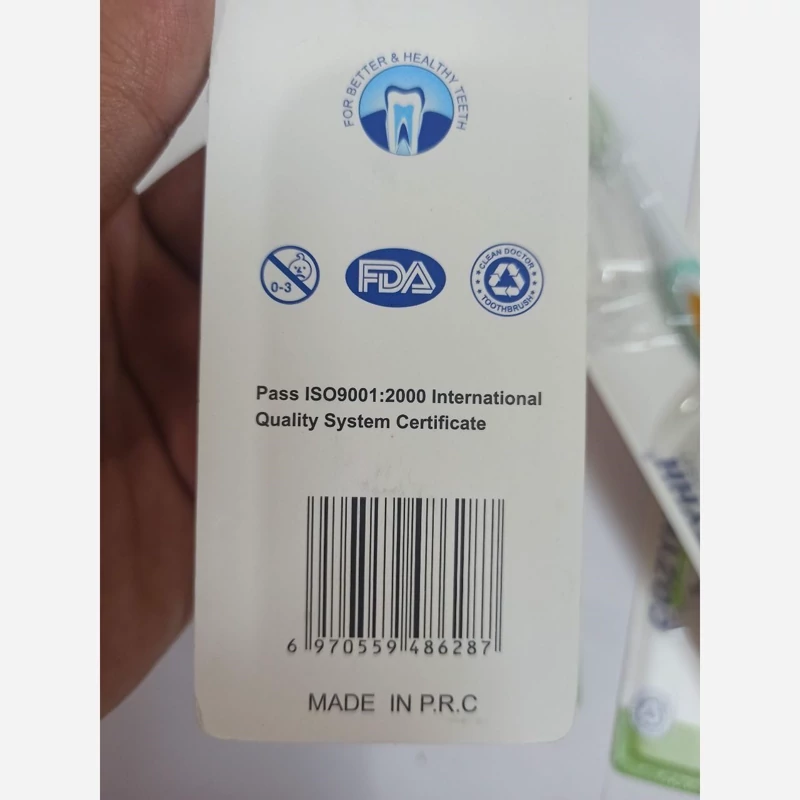 FOR BETTER & HEALTHY TEETH
0-3
FDA
CLEAN DOCTOR
TOOTHBRUSH
Pass ISO9001:2000 International
Quality System Certificate
6 970559 486287
MADE IN P.R.C